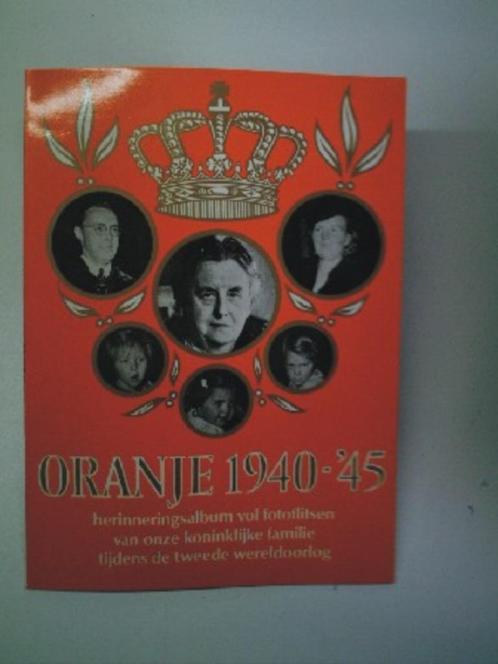 ORANJE 1940-'45
herinneringsalbum vol fotoflitsen
van onze koninklijke familie
tijdens de tweede wereldoorlog